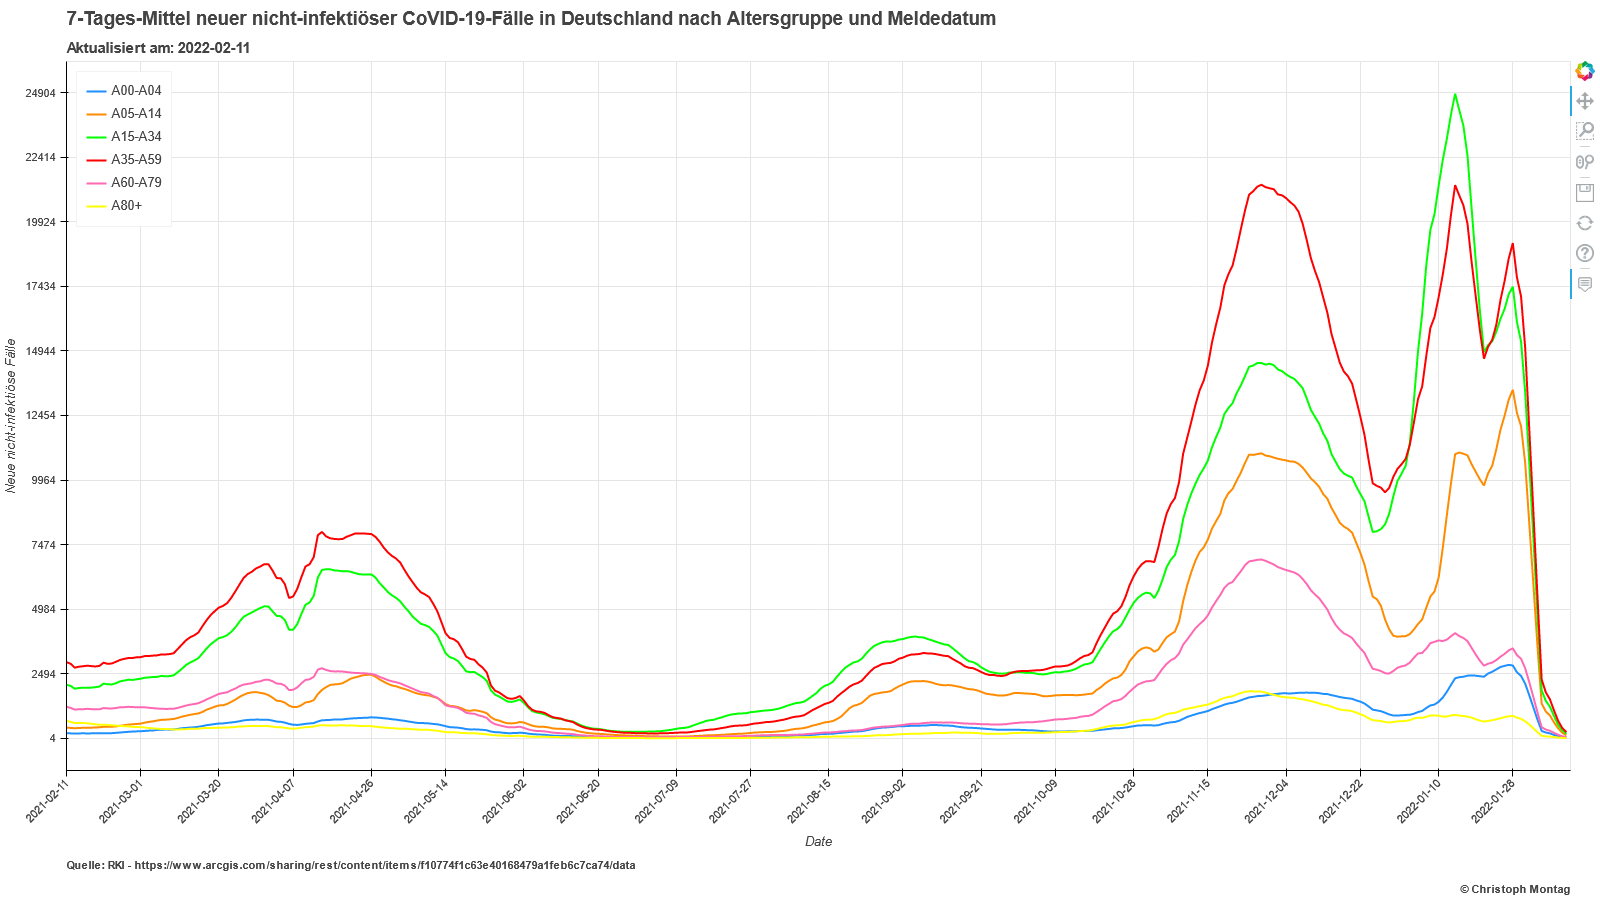 7-Tages-Mittel neuer nicht-infektiöser CoVID-19-Fälle in Deutschland nach Altersgruppe und Meldedatum
Aktualisiert am: 2022-02-11
A00-A04
A05-A14
A15-A34
A35-A59
A60-A79
A80+
24904
22414
19924
17434
14944
12454
9964
7474
4984
2494
4
Neue nicht-infektiöse Fälle
2021-02-11
2021-03-01
2021-03-20
2021-04-07
2021-04-26
2021-05-14
2021-06-02
2021-06-20
2021-07-09
2021-07-27
2021-08-15
2021-09-02
2021-09-21
2021-10-09
2021-10-28
2021-11-15
2021-12-04
2021-12-22
2022-01-10
2022-01-28
Date
Quelle: RKI - https://www.arcgis.com/sharing/rest/content/items/f10774f1c63e40168479a1feb6c7ca74/data
© Christoph Montag